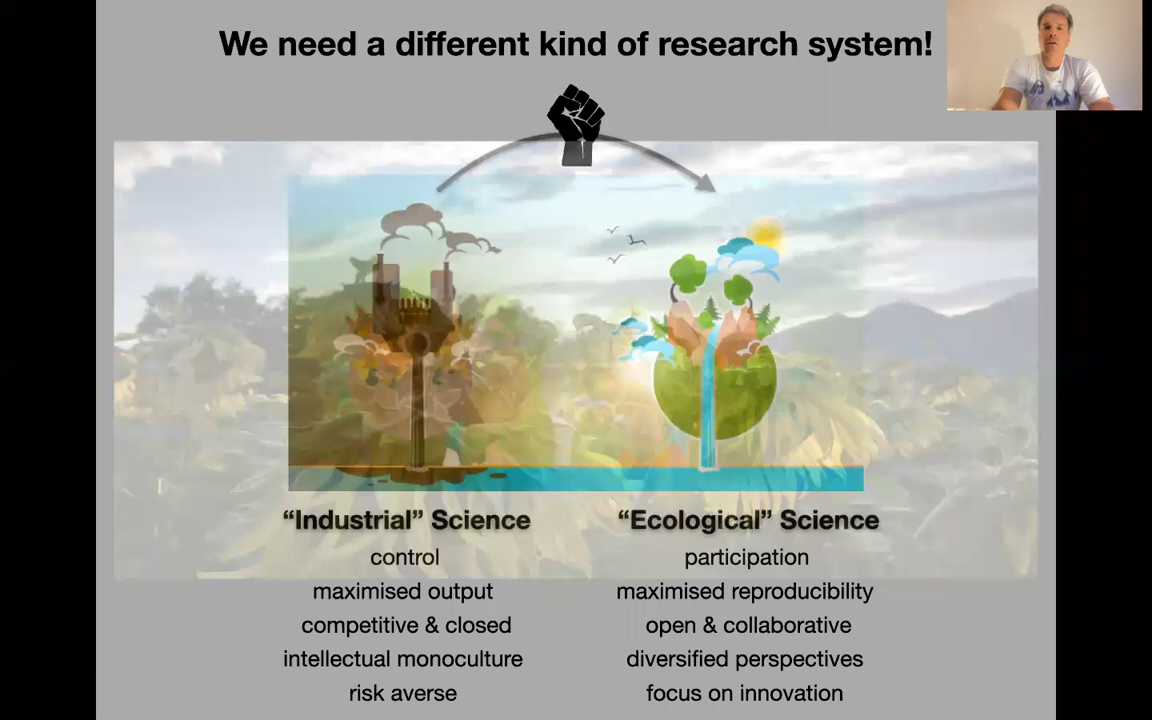 We need a different kind of research system!
“Industrial” Science
control
maximised output
competitive & closed
intellectual monoculture
risk averse
“Ecological” Science
participation
maximised reproducibility
open & collaborative
diversified perspectives
focus on innovation